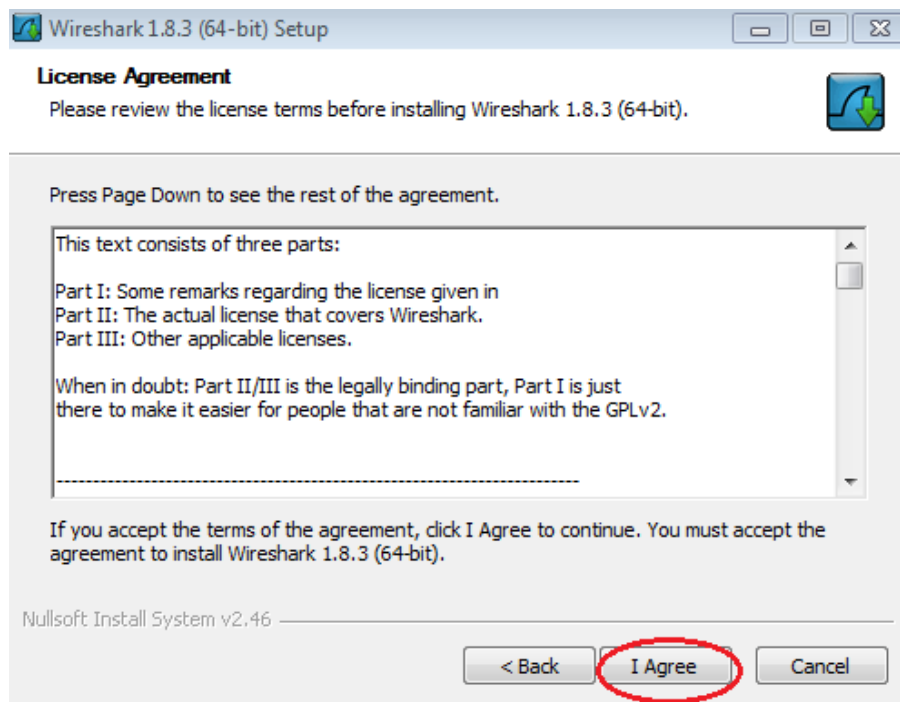 Wireshark 1.8.3 (64-bit) Setup
License Agreement
Please review the license terms before installing Wireshark 1.8.3 (64-bit).
Press Page Down to see the rest of the agreement.
This text consists of three parts:
Part I: Some remarks regarding the license given in
Part II: The actual license that covers Wireshark.
Part III: Other applicable licenses.
When in doubt: Part II/III is the legally binding part, Part I is just
there to make it easier for people that are not familiar with the GPLv2.
------------------------------------------------------------------------
If you accept the terms of the agreement, click I Agree to continue. You must accept the
agreement to install Wireshark 1.8.3 (64-bit).
Nullsoft Install System v2.46
< Back I Agree Cancel